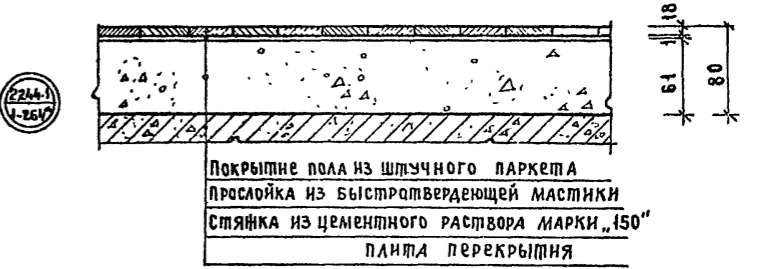 18
1
61
80
2244.1
1-264
ПОКРЫТИЕ ПОЛА ИЗ ШТУЧНОГО ПАРКЕТА
ПРОСЛОЙКА ИЗ БЫСТРОТВЕРДЕЮЩЕЙ МАСТИКИ
СТЯЖКА ИЗ ЦЕМЕНТНОГО РАСТВОРА МАРКИ „150"
ПЛИТА ПЕРЕКРЫТИЯ